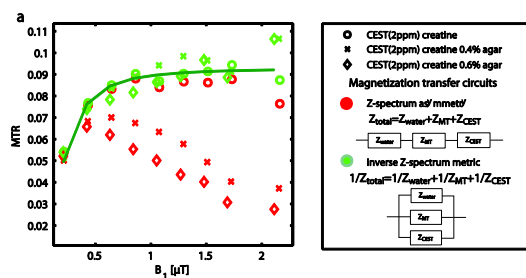 a
0.11
0.1
0.09
0.08
0.07
0.06
0.05
0.04
0.03
0.02
MTR
0.5
1
1.5
2
B1 [µT]
CEST(2ppm) creatine
CEST(2ppm) creatine 0.4% agar
CEST(2ppm) creatine 0.6% agar
Magnetization transfer circuits
Z-spectrum
Ztotal=Zwater+ZMT+ZCEST
Zwater ZMT ZCEST
Inverse Z-spectrum metric
1/Ztotal=1/Zwater+1/ZMT+1/ZCEST
Zwater
ZMT
ZCEST